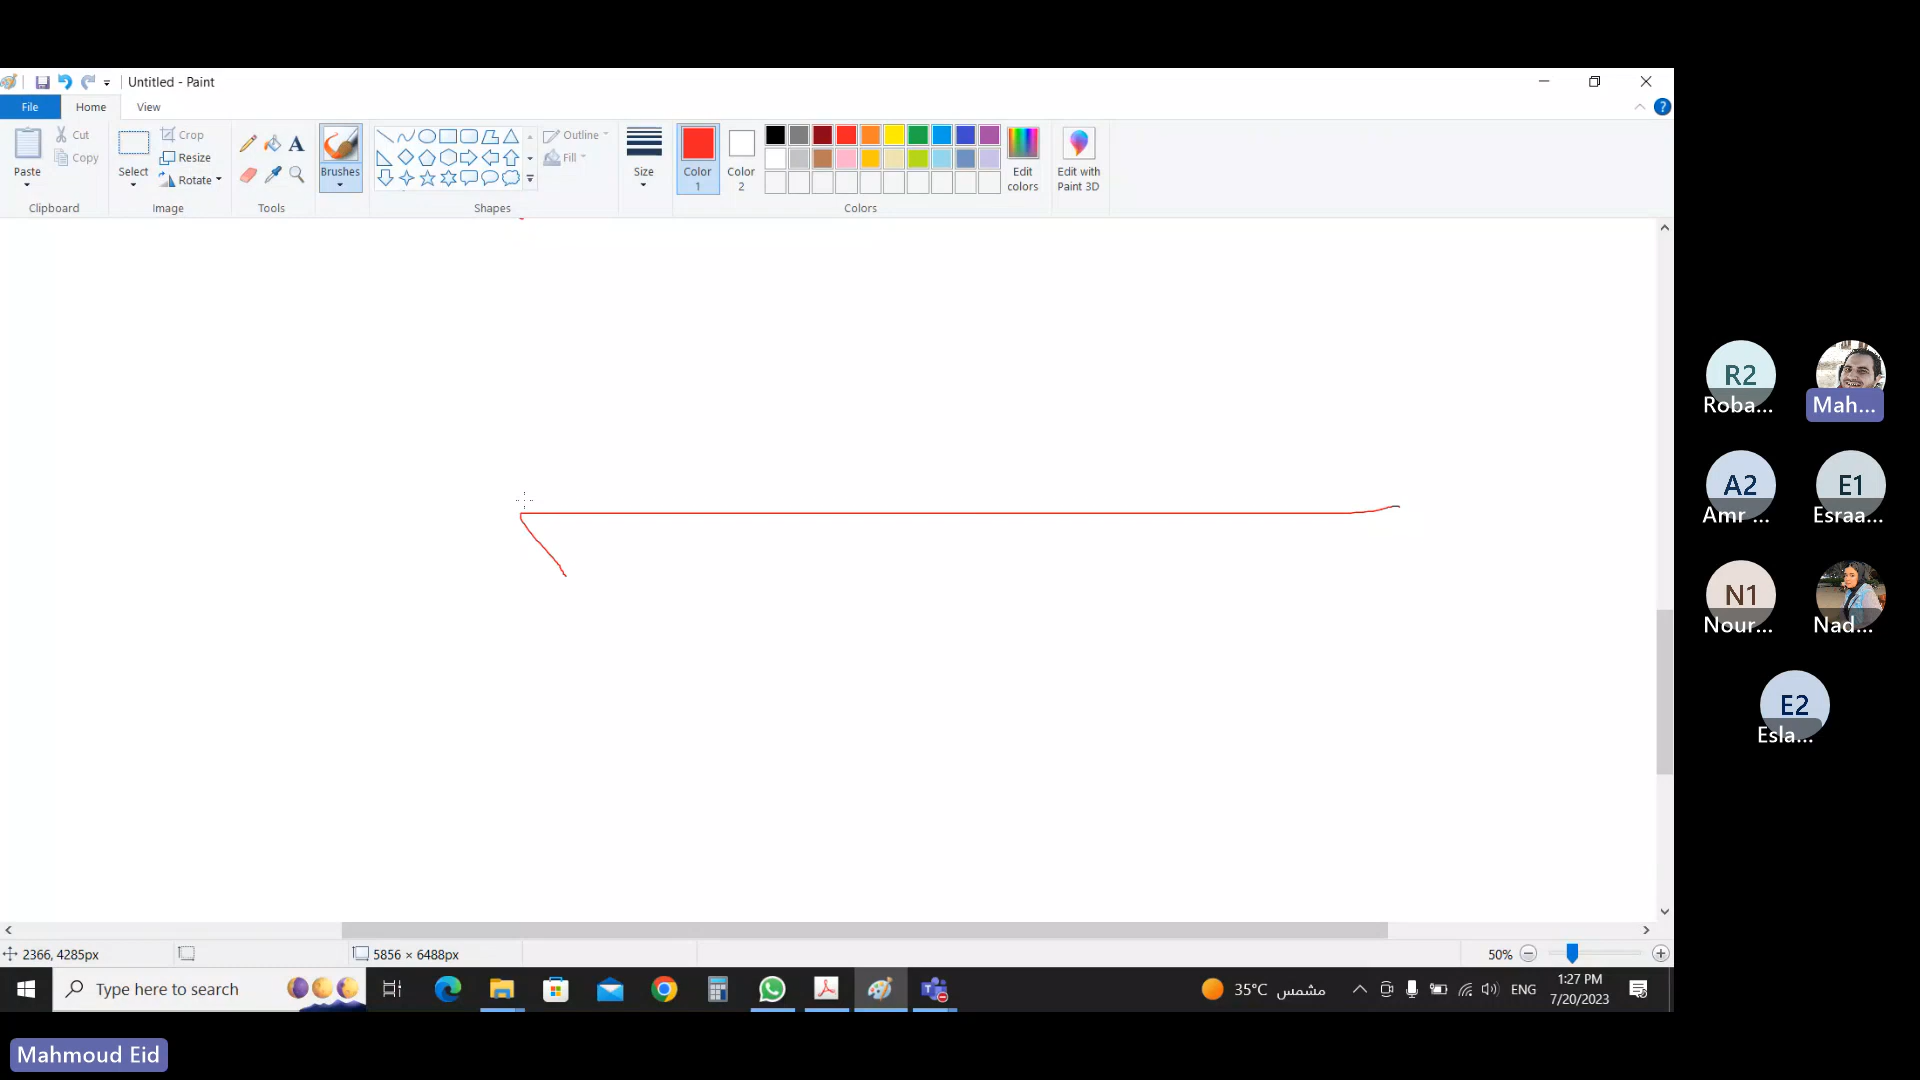 Untitled - Paint
File Home View
Paste Cut Copy Clipboard
Select Crop Resize Rotate Image
A
Tools
Brushes
Outline Fill Shapes
Size
Color 1
Color 2
Edit colors
Colors
Edit with Paint 3D
?
R2 Roba...
Mah...
A2 Amr ...
E1 Esraa...
N1 Nour...
Nad...
E2 Esla...
2366, 4285px
5856 × 6488px
50%
Type here to search
35°C مشمس
ENG
1:27 PM
7/20/2023
Mahmoud Eid